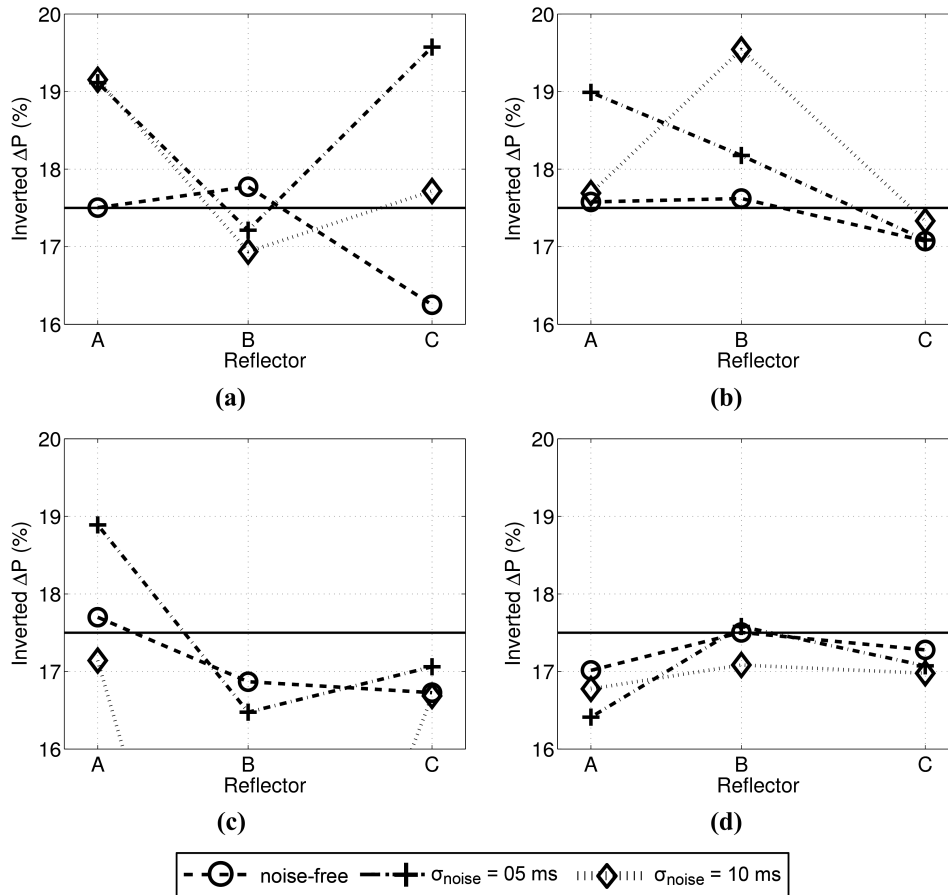 20
19
18
17
16
Inverted ΔP (%)
A B C
Reflector
(a)
20
19
18
17
16
Inverted ΔP (%)
A B C
Reflector
(b)
20
19
18
17
16
Inverted ΔP (%)
A B C
Reflector
(c)
20
19
18
17
16
Inverted ΔP (%)
A B C
Reflector
(d)
noise-free σnoise = 05 ms σnoise = 10 ms